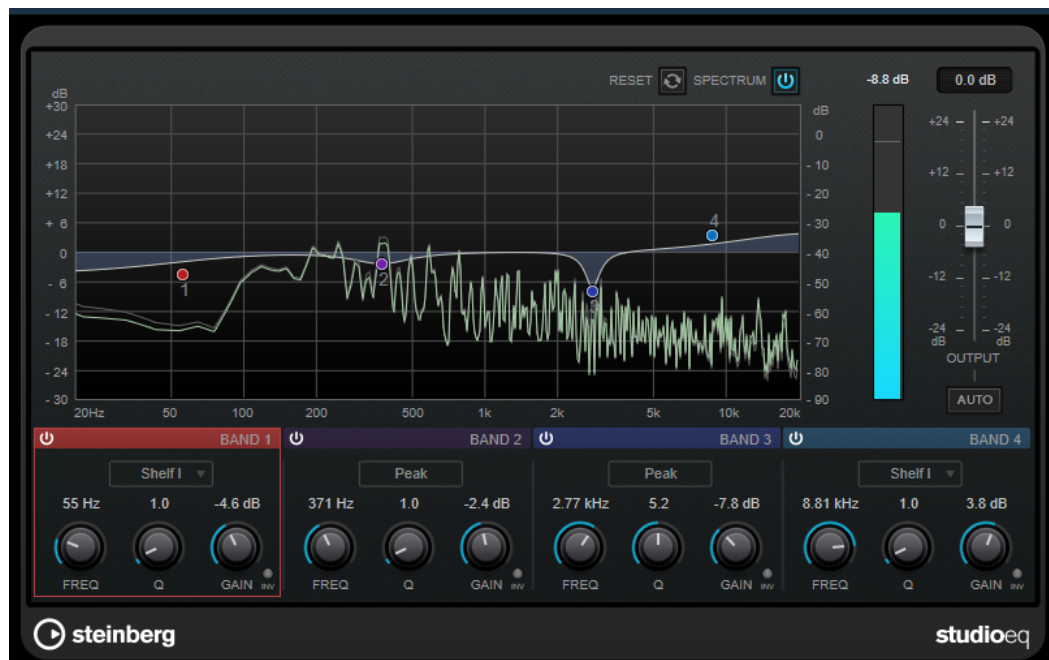 RESET SPECTRUM -8.8 dB 0.0 dB
dB
+30 dB
+24 0 +24 +24
+18 - 10
+12 - 20 +12 +12
+ 6 - 30
4
0 - 40 0 0
1 2
- 6 - 50 -12 -12
3
- 12 - 60
- 18 - 70 -24 -24
dB dB
- 24 - 80 OUTPUT
- 30 - 90 AUTO
20Hz 50 100 200 500 1k 2k 5k 10k 20k
BAND 1 BAND 2 BAND 3 BAND 4
Shelf I Peak Peak Shelf I
55 Hz 1.0 -4.6 dB 371 Hz 1.0 -2.4 dB 2.77 kHz 5.2 -7.8 dB 8.81 kHz 1.0 3.8 dB
FREQ Q GAIN INV FREQ Q GAIN INV FREQ Q GAIN INV FREQ Q GAIN INV
steinberg studioeq